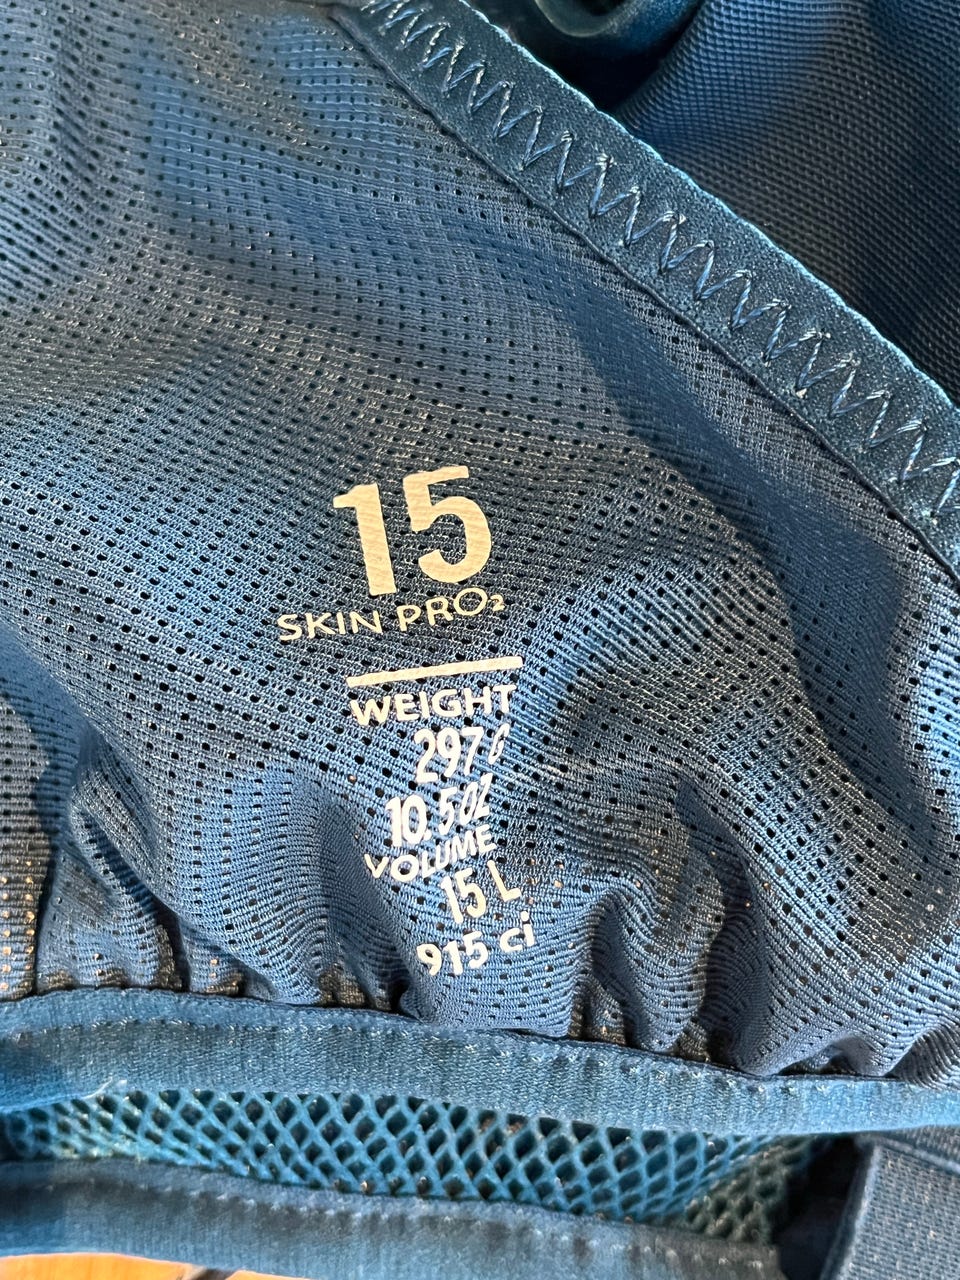 15
SKIN PRO₂
WEIGHT
297 G
10.5 OZ
VOLUME
15 L
915 ci